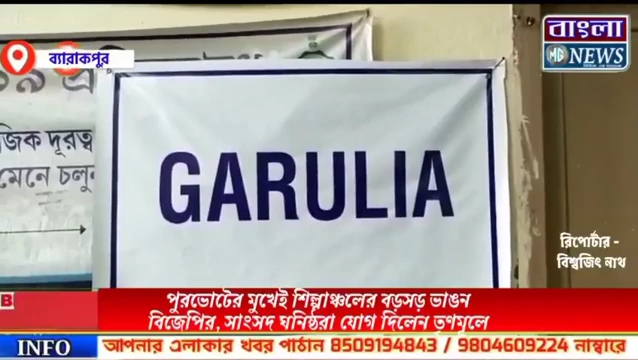 বাংলা
MB NEWS
ব্যারাকপুর
জিক দূরত্ব
মেনে চলুন
GARULIA
রিপোর্টার -
বিশ্বজিৎ নাথ
পুরভোটের মুখেই শিল্পাঞ্চলের বড়সড় ভাঙন
বিজেপির, সাংসদ ঘনিষ্ঠরা যোগ দিলেন তৃণমূলে
INFO আপনার এলাকার খবর পাঠান 8509194843 / 9804609224 নাম্বারে